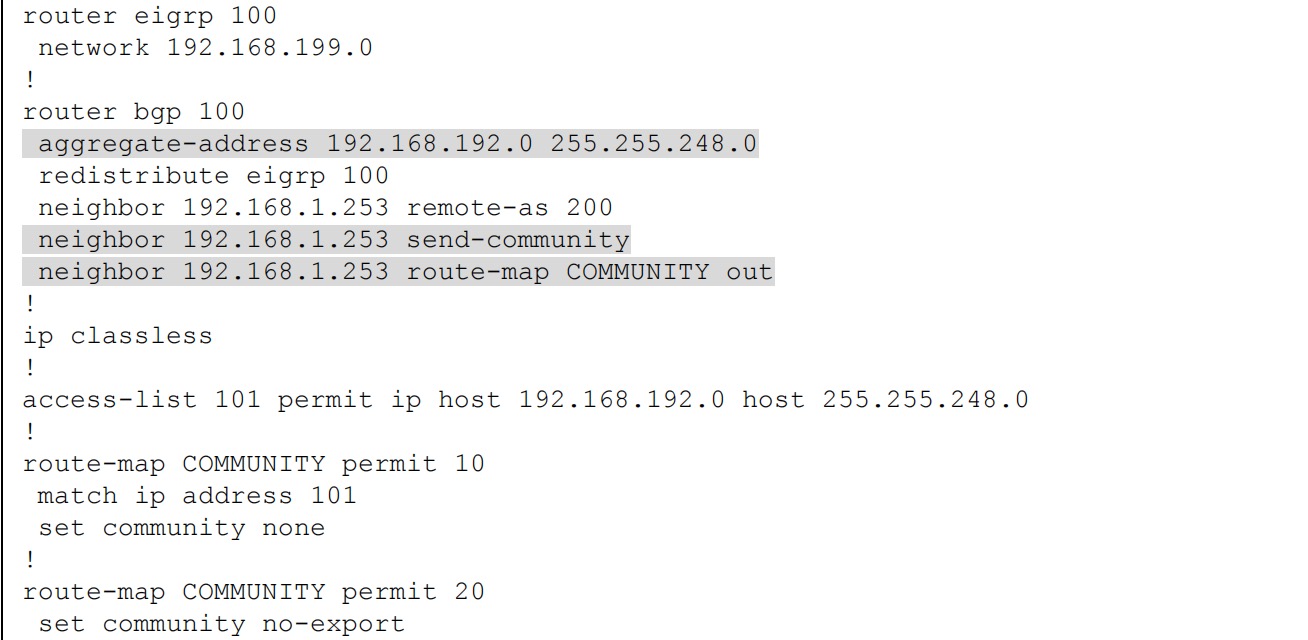 router eigrp 100
 network 192.168.199.0
!
router bgp 100
 aggregate-address 192.168.192.0 255.255.248.0
 redistribute eigrp 100
 neighbor 192.168.1.253 remote-as 200
 neighbor 192.168.1.253 send-community
 neighbor 192.168.1.253 route-map COMMUNITY out
!
ip classless
!
access-list 101 permit ip host 192.168.192.0 host 255.255.248.0
!
route-map COMMUNITY permit 10
 match ip address 101
 set community none
!
route-map COMMUNITY permit 20
 set community no-export